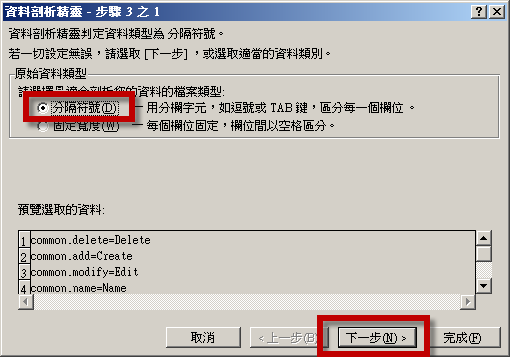 資料剖析精靈 - 步驟 3 之 1
資料剖析精靈判定資料類型為 分隔符號。
若一切設定無誤，請選取 [下一步]，或選取適當的資料類別。
原始資料類型
請選擇最適合剖析您的資料的檔案類型:
分隔符號(D) — 用分欄字元，如逗號或 TAB 鍵，區分每一個欄位。
固定寬度(W) — 每個欄位固定，欄位間以空格區分。
預覽選取的資料:
1 common.delete=Delete
2 common.add=Create
3 common.modify=Edit
4 common.name=Name
取消 < 上一步(B) 下一步(N) > 完成(F)